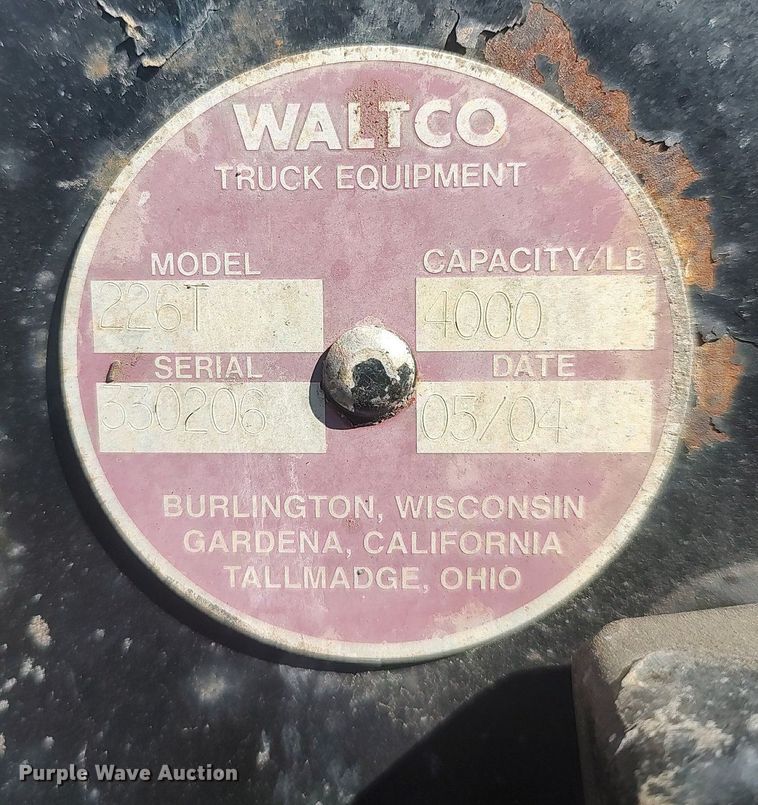 WALTCO
TRUCK EQUIPMENT
MODEL CAPACITY/LB
226T 4000
SERIAL DATE
530206 05/04
BURLINGTON, WISCONSIN
GARDENA, CALIFORNIA
TALLMADGE, OHIO
Purple Wave Auction